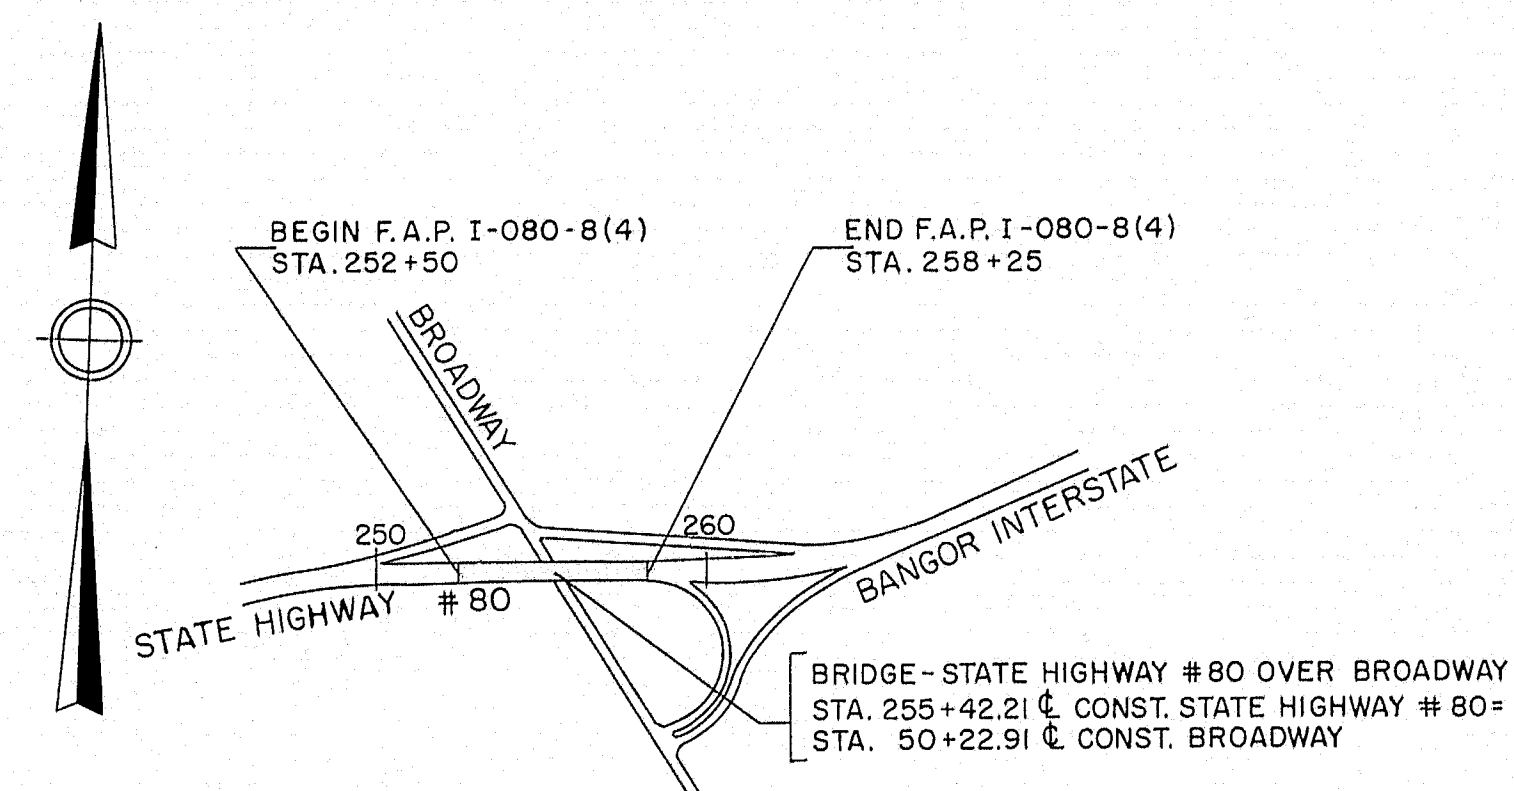 BEGIN F.A.P. I-080-8(4)
STA. 252+50
END F.A.P. I-080-8(4)
STA. 258+25
BROADWAY
250
260
STATE HIGHWAY # 80
BANGOR INTERSTATE
BRIDGE-STATE HIGHWAY #80 OVER BROADWAY
STA. 255+42.21 ℄ CONST. STATE HIGHWAY # 80=
STA. 50+22.91 ℄ CONST. BROADWAY